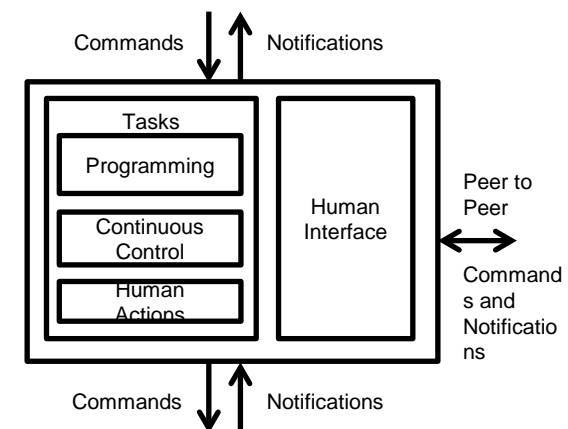 Commands
Notifications
Tasks
Programming
Continuous
Control
Human
Actions
Human
Interface
Peer to
Peer
Command
s and
Notificatio
ns
Commands
Notifications